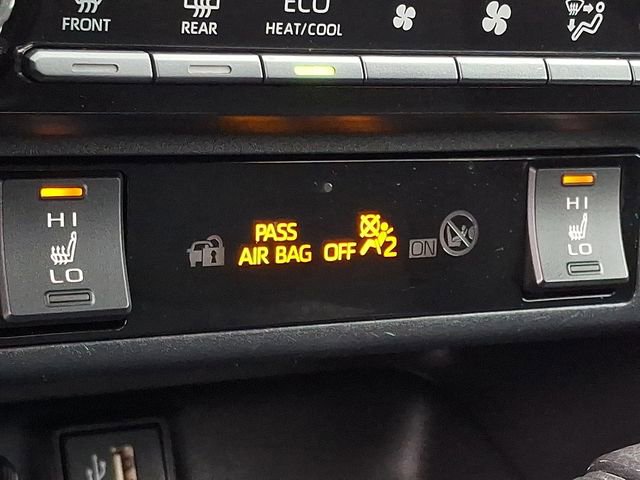 FRONT
REAR
ECO
HEAT/COOL
HI
LO
PASS
AIR BAG OFF 2
ON
HI
LO